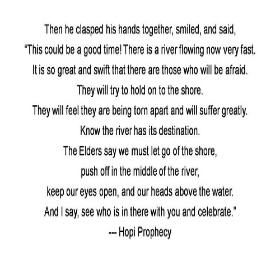 Then he clasped his hands together, smiled, and said,
"This could be a good time! There is a river flowing now very fast.
It is so great and swift that there are those who will be afraid.
They will try to hold on to the shore.
They will feel they are being torn apart and will suffer greatly.
Know the river has its destination.
The Elders say we must let go of the shore,
push off in the middle of the river,
keep our eyes open, and our heads above the water.
And I say, see who is in there with you and celebrate."
--- Hopi Prophecy